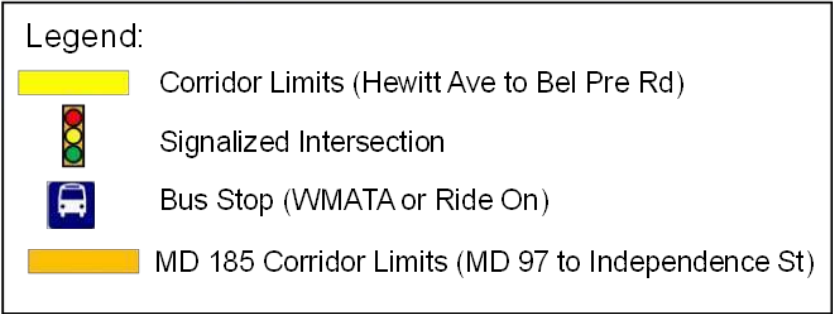 Legend:
Corridor Limits (Hewitt Ave to Bel Pre Rd)
Signalized Intersection
Bus Stop (WMATA or Ride On)
MD 185 Corridor Limits (MD 97 to Independence St)